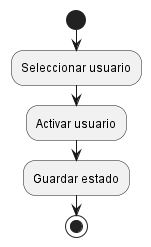 Seleccionar usuario
Activar usuario
Guardar estado